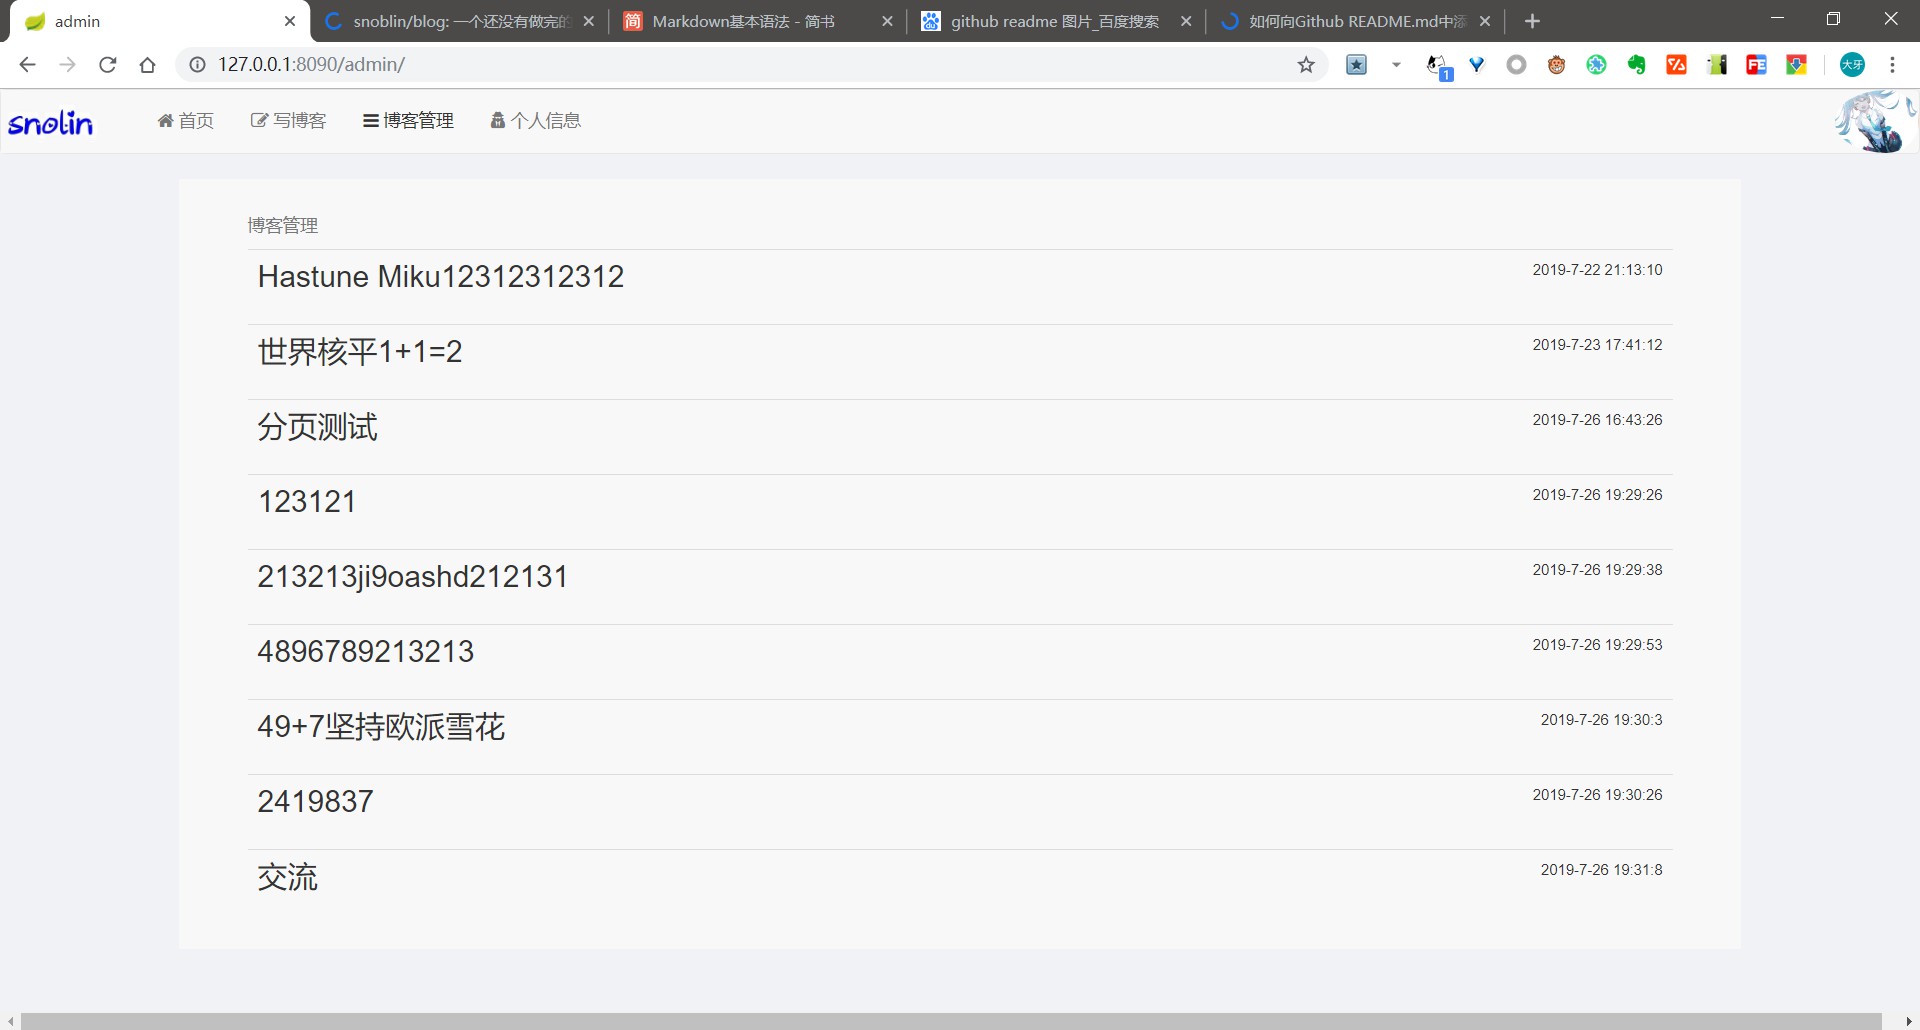 admin
snoblin/blog: 一个还没有做完的
Markdown基本语法 - 简书
github readme 图片_百度搜索
如何向Github README.md中添
127.0.0.1:8090/admin/
1
大牙
snolin
首页
写博客
博客管理
个人信息
博客管理
Hastune Miku12312312312
2019-7-22 21:13:10
世界核平1+1=2
2019-7-23 17:41:12
分页测试
2019-7-26 16:43:26
123121
2019-7-26 19:29:26
213213ji9oashd212131
2019-7-26 19:29:38
4896789213213
2019-7-26 19:29:53
49+7坚持欧派雪花
2019-7-26 19:30:3
2419837
2019-7-26 19:30:26
交流
2019-7-26 19:31:8